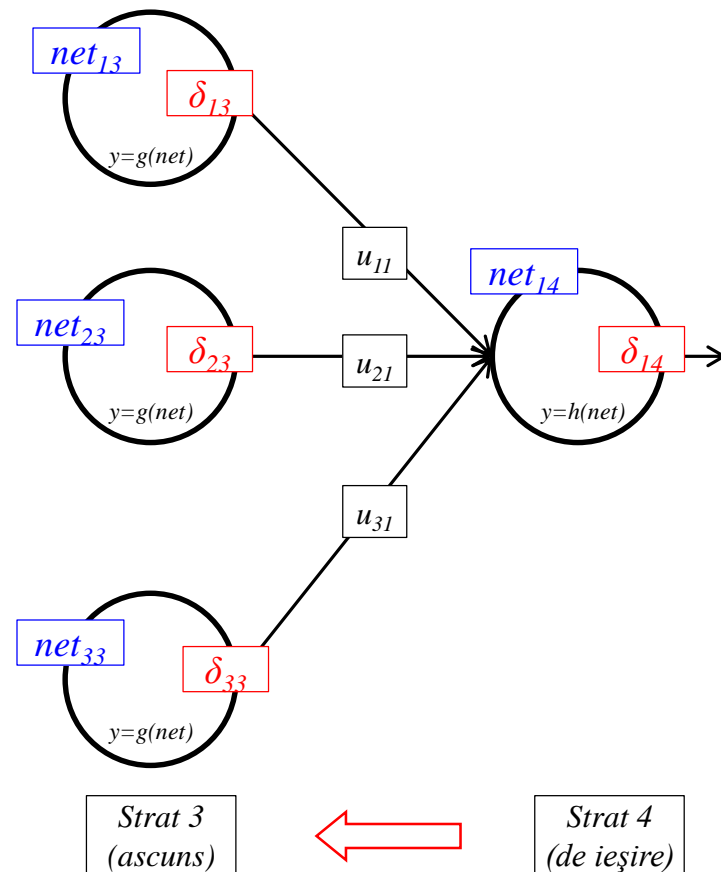 net₁₃
δ₁₃
y=g(net)
u₁₁
net₁₄
net₂₃
δ₂₃
u₂₁
δ₁₄
y=g(net)
y=h(net)
u₃₁
net₃₃
δ₃₃
y=g(net)
Strat 3
(ascuns)
Strat 4
(de ieşire)